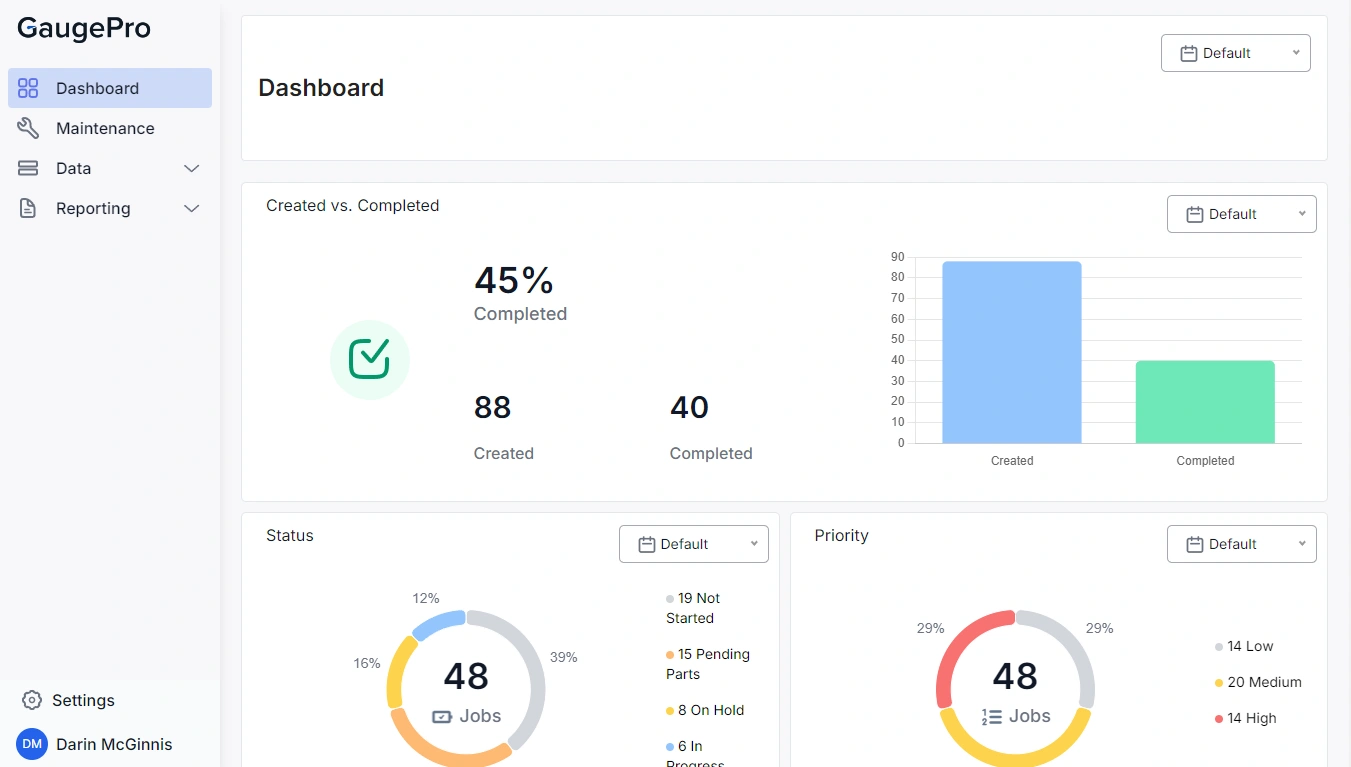 GaugePro
Dashboard
Maintenance
Data
Reporting
Settings
DM
Darin McGinnis
Default
Dashboard
Created vs. Completed
Default
45%
Completed
88
40
Created
Completed
90
80
70
60
50
40
30
20
10
0
Created
Completed
Status
Default
12%
16%
39%
48
Jobs
19 Not
Started
15 Pending
Parts
8 On Hold
6 In
Progress
Priority
Default
29%
29%
48
Jobs
14 Low
20 Medium
14 High